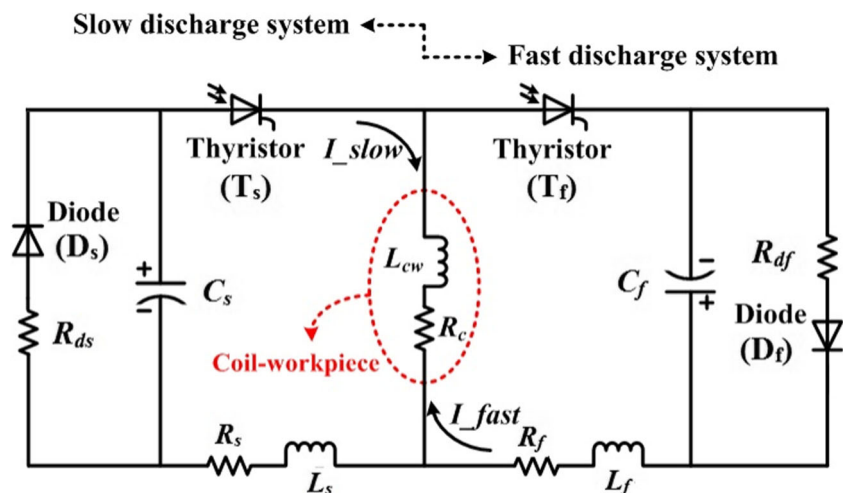 Slow discharge system
Fast discharge system
Thyristor
(Ts)
I_slow
Thyristor
(Tf)
Diode
(Ds)
+
-
Cs
Rds
Lcw
Rc
Coil-workpiece
Cf
-
+
Rdf
Diode
(Df)
I_fast
Rs
Ls
Rf
Lf